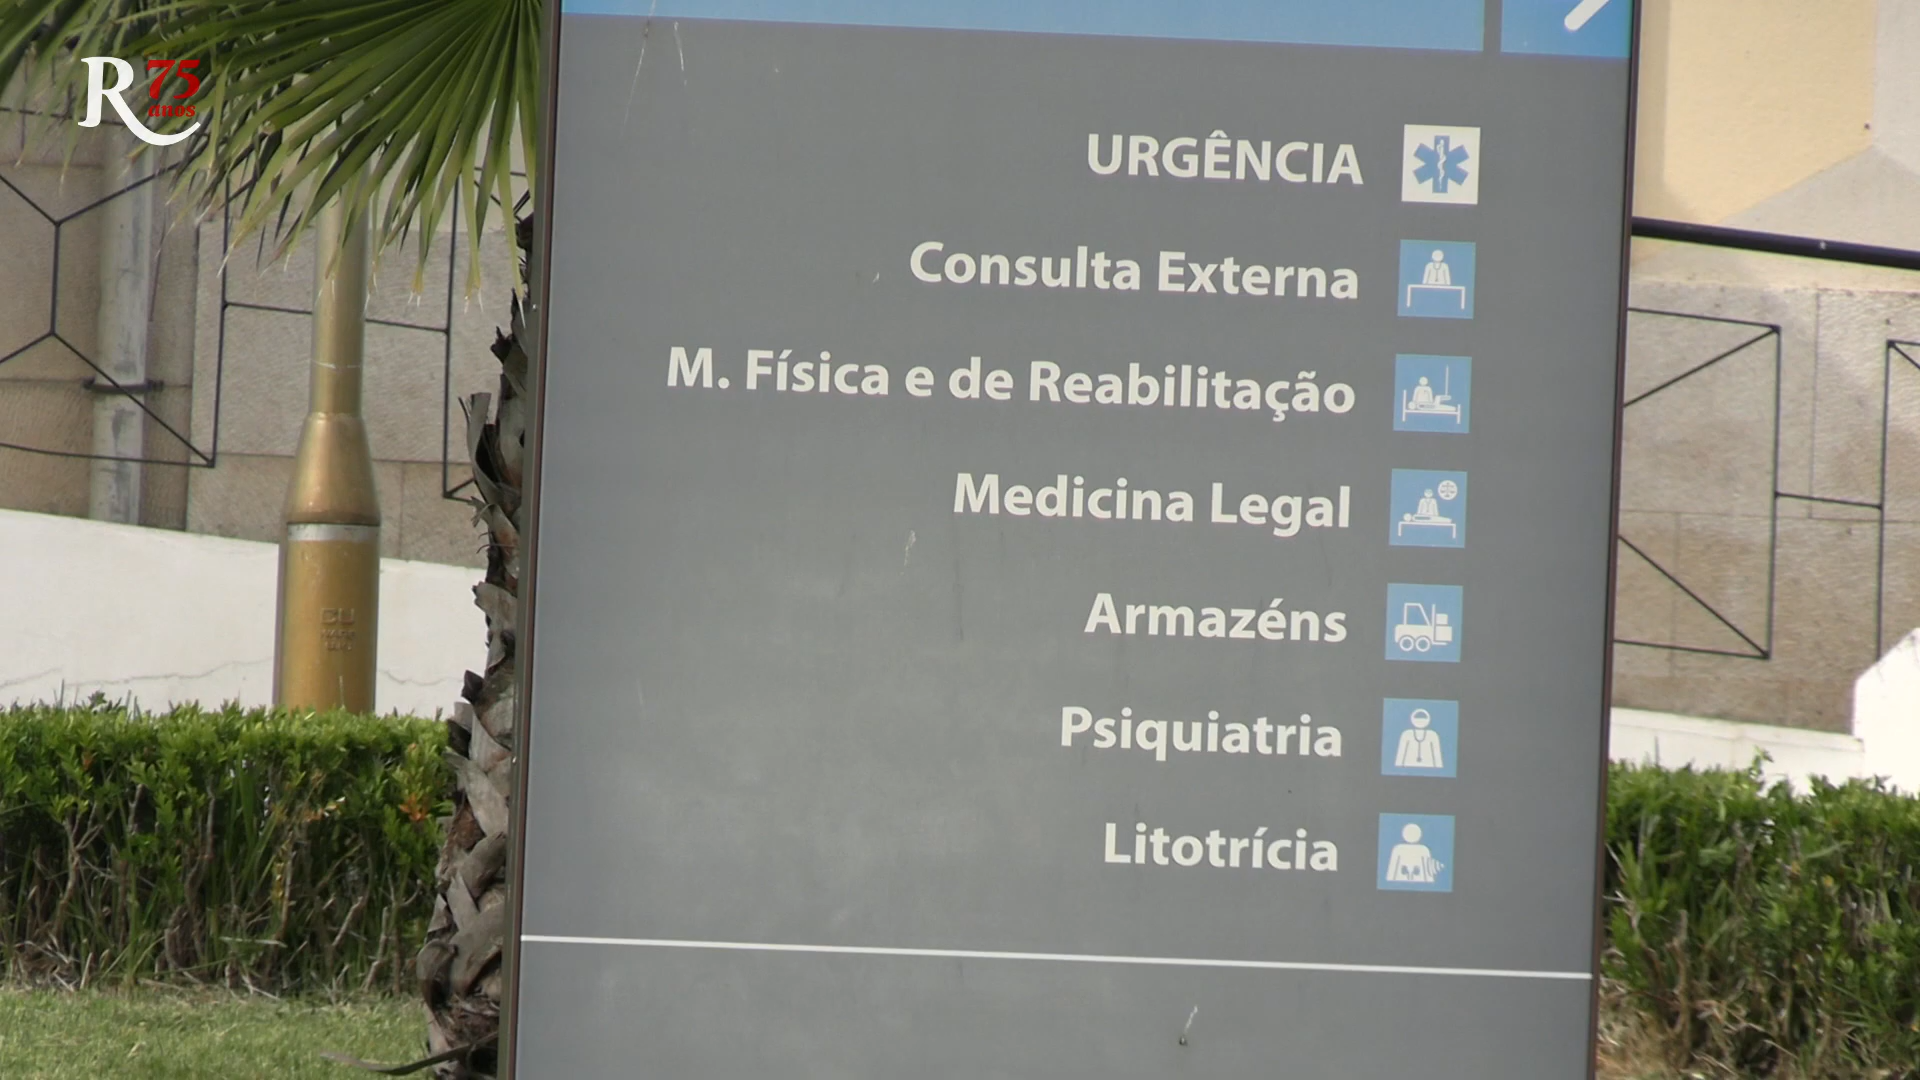 R 75
anos
URGÊNCIA
Consulta Externa
M. Física e de Reabilitação
Medicina Legal
Armazéns
Psiquiatria
Litotrícia